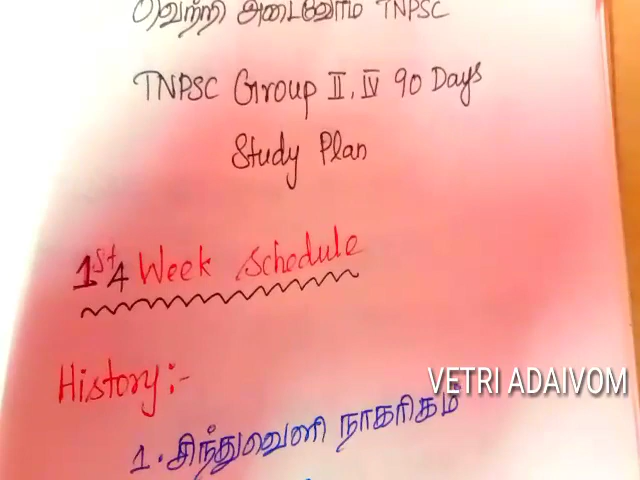 வெற்றி அடைவோம் TNPSC
TNPSC Group II, IV 90 Days
Study Plan
1st 4 Week Schedule
History:-
VETRI ADAIVOM
1. சிந்துவெளி நாகரிகம்